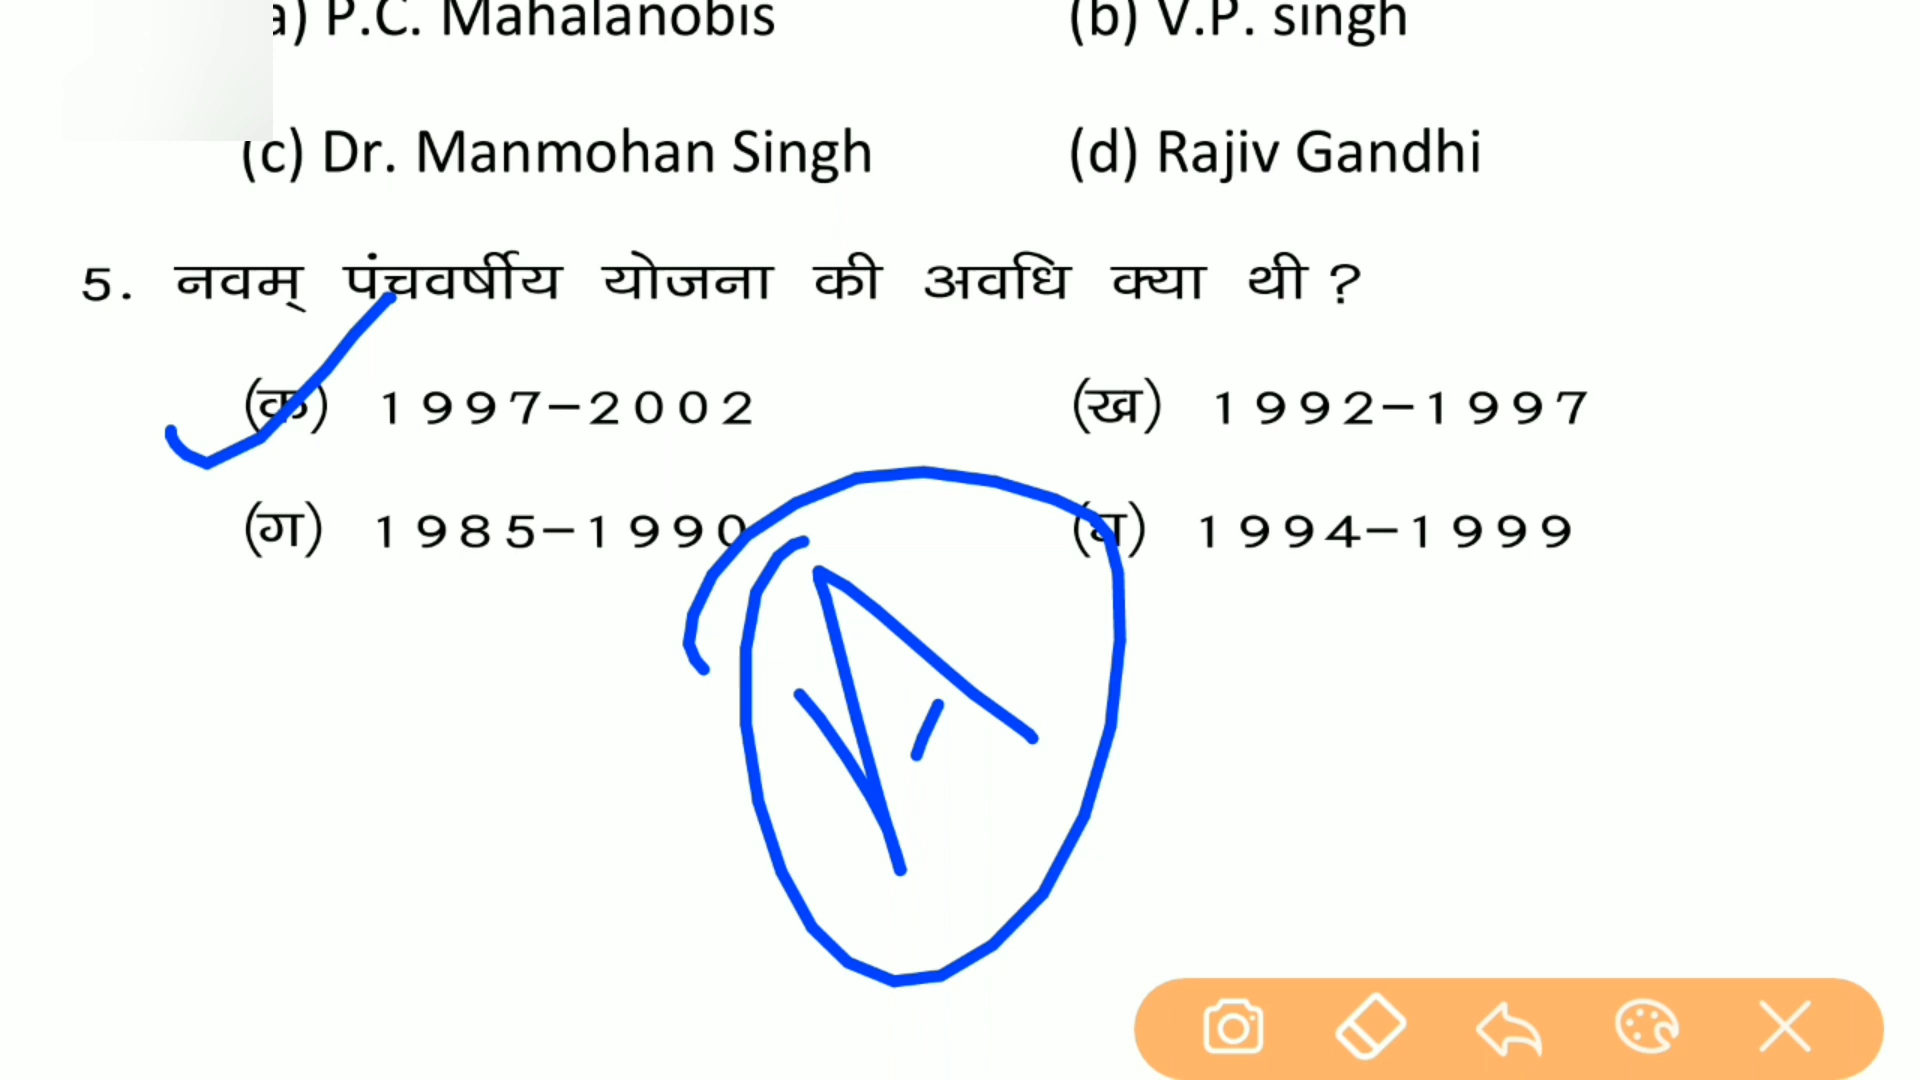 a) P.C. Mahalanobis (b) V.P. singh
(c) Dr. Manmohan Singh (d) Rajiv Gandhi
5. नवम् पंचवर्षीय योजना की अवधि क्या थी ?
(क) 1997–2002 (ख) 1992–1997
(ग) 1985–1990 (घ) 1994–1999
A